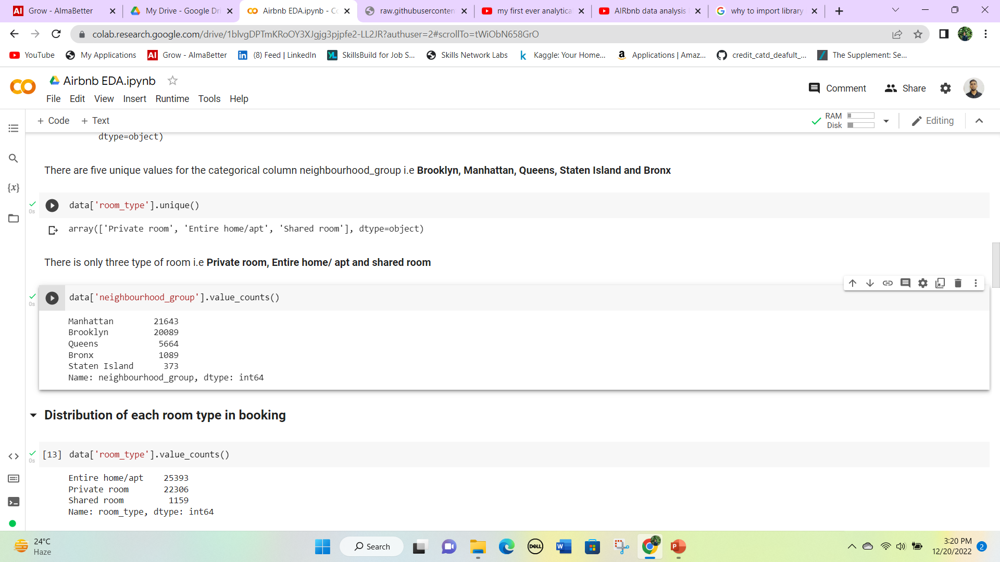 Grow - AlmaBetter
My Drive - Google Dri
Airbnb EDA.ipynb - Co
raw.githubuserconten
my first ever analytica
AIRbnb data analysis
why to import library
colab.research.google.com/drive/1blvgDPTmKRoOY3XJgjg3pjpfe2-LL2JR?authuser=2#scrollTo=tWiObN658GrO
YouTube
My Applications
AI Grow - AlmaBetter
(8) Feed | LinkedIn
SkillsBuild for Job S...
Skills Network Labs
Kaggle: Your Home...
Applications | Amaz...
credit_catd_deafult_...
The Supplement: Se...
Airbnb EDA.ipynb
Comment
Share
File Edit View Insert Runtime Tools Help
+ Code + Text
RAM
Disk
Editing
dtype=object)
There are five unique values for the categorical column neighbourhood_group i.e Brooklyn, Manhattan, Queens, Staten Island and Bronx
0s
data['room_type'].unique()
array(['Private room', 'Entire home/apt', 'Shared room'], dtype=object)
There is only three type of room i.e Private room, Entire home/ apt and shared room
0s
data['neighbourhood_group'].value_counts()
Manhattan 21643
Brooklyn 20089
Queens 5664
Bronx 1089
Staten Island 373
Name: neighbourhood_group, dtype: int64
Distribution of each room type in booking
0s
[13] data['room_type'].value_counts()
Entire home/apt 25393
Private room 22306
Shared room 1159
Name: room_type, dtype: int64
24°C
Haze
Search
DELL
3:20 PM
12/20/2022
2